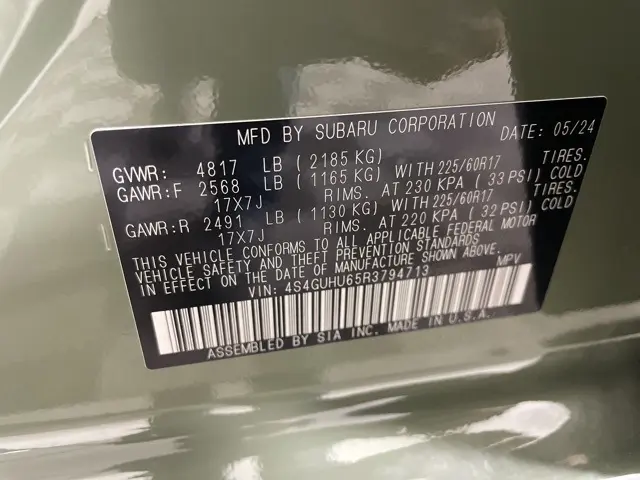 MFD BY SUBARU CORPORATION DATE: 05/24
GVWR: 4817 LB (2185 KG)
GAWR:F 2568 LB (1165 KG) WITH 225/60R17 TIRES.
17X7J RIMS. AT 230 KPA (33 PSI) COLD
GAWR:R 2491 LB (1130 KG) WITH 225/60R17 TIRES.
17X7J RIMS. AT 220 KPA (32 PSI) COLD
THIS VEHICLE CONFORMS TO ALL APPLICABLE FEDERAL MOTOR
VEHICLE SAFETY AND THEFT PREVENTION STANDARDS
IN EFFECT ON THE DATE OF MANUFACTURE SHOWN ABOVE.
VIN: 4S4GUHU65R3794713 MPV
ASSEMBLED BY SIA INC. MADE IN U.S.A.